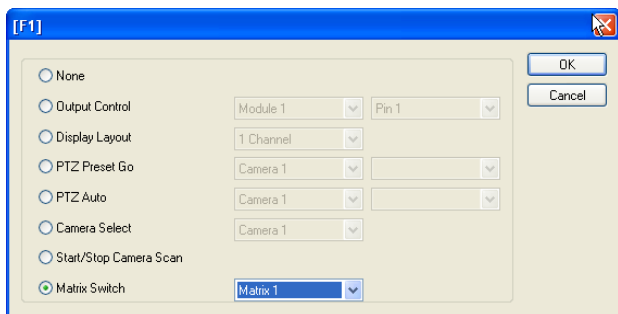 [F1]
OK
Cancel
None
Output Control Module 1 Pin 1
Display Layout 1 Channel
PTZ Preset Go Camera 1
PTZ Auto Camera 1
Camera Select Camera 1
Start/Stop Camera Scan
Matrix Switch Matrix 1